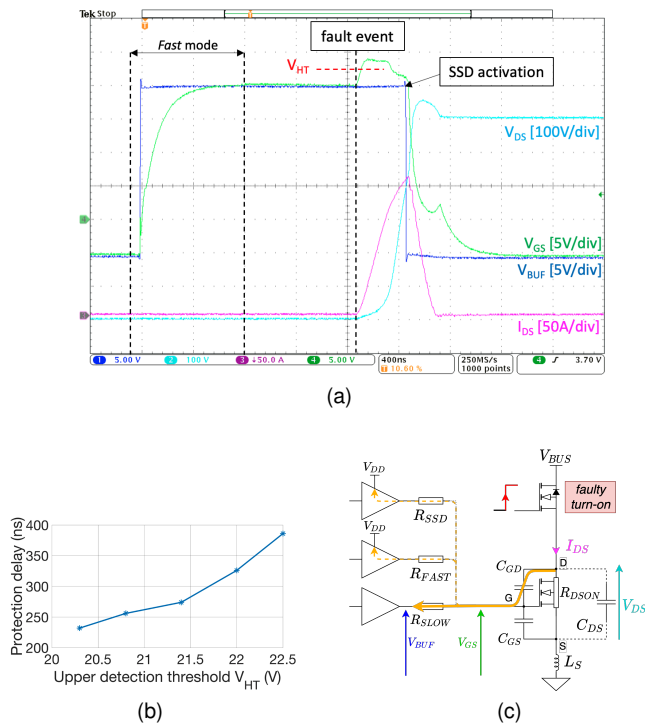 Tek Stop
Fast mode
fault event
V_HT
SSD activation
V_DS [100V/div]
V_GS [5V/div]
V_BUF [5V/div]
I_DS [50A/div]
1 5.00 V 2 100 V 3 ↓50.0 A 4 5.00 V 400ns 250MS/s 4 3.70 V
T 10.60 % 1000 points
(a)
400
350
300
250
200
Protection delay (ns)
20 20.5 21 21.5 22 22.5
Upper detection threshold V_HT (V)
(b)
V_BUS
V_DD
faulty
turn-on
R_SSD
V_DD
I_DS
D
R_FAST
C_GD
R_DSON
G
V_DS
R_SLOW
C_GS
C_DS
V_BUF
V_GS
S
L_S
(c)